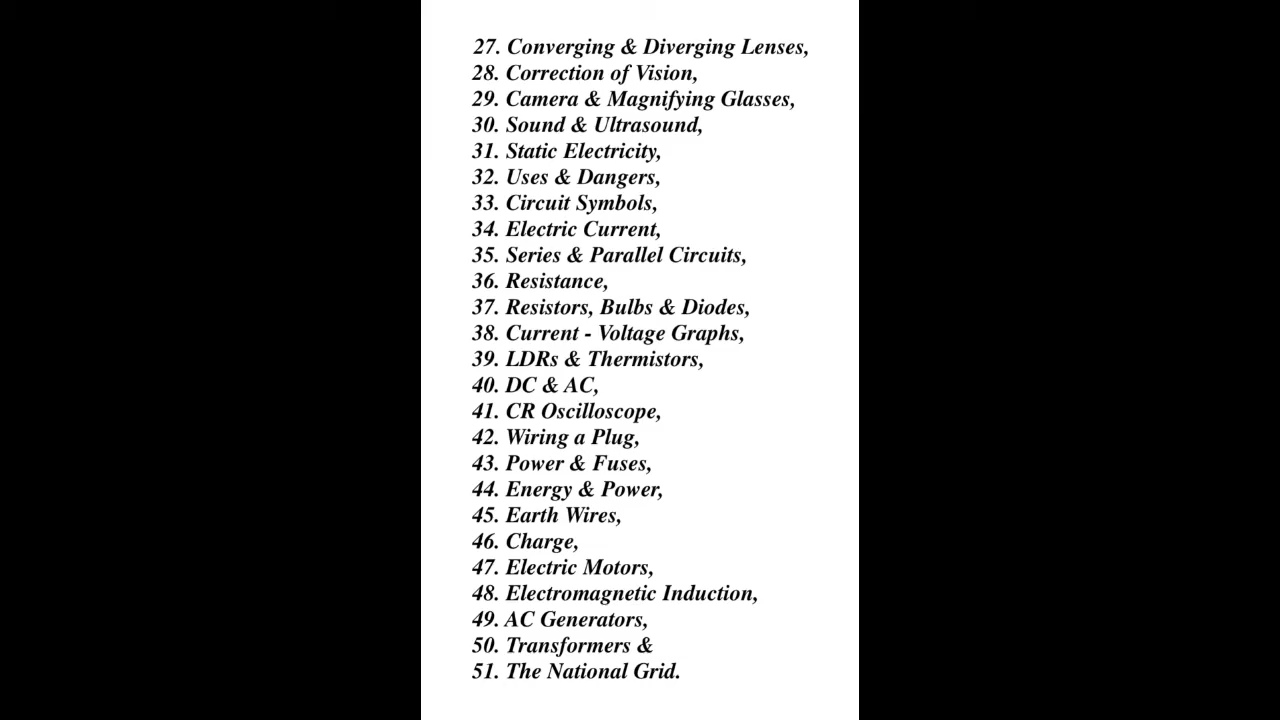 27. Converging & Diverging Lenses,
28. Correction of Vision,
29. Camera & Magnifying Glasses,
30. Sound & Ultrasound,
31. Static Electricity,
32. Uses & Dangers,
33. Circuit Symbols,
34. Electric Current,
35. Series & Parallel Circuits,
36. Resistance,
37. Resistors, Bulbs & Diodes,
38. Current - Voltage Graphs,
39. LDRs & Thermistors,
40. DC & AC,
41. CR Oscilloscope,
42. Wiring a Plug,
43. Power & Fuses,
44. Energy & Power,
45. Earth Wires,
46. Charge,
47. Electric Motors,
48. Electromagnetic Induction,
49. AC Generators,
50. Transformers &
51. The National Grid.